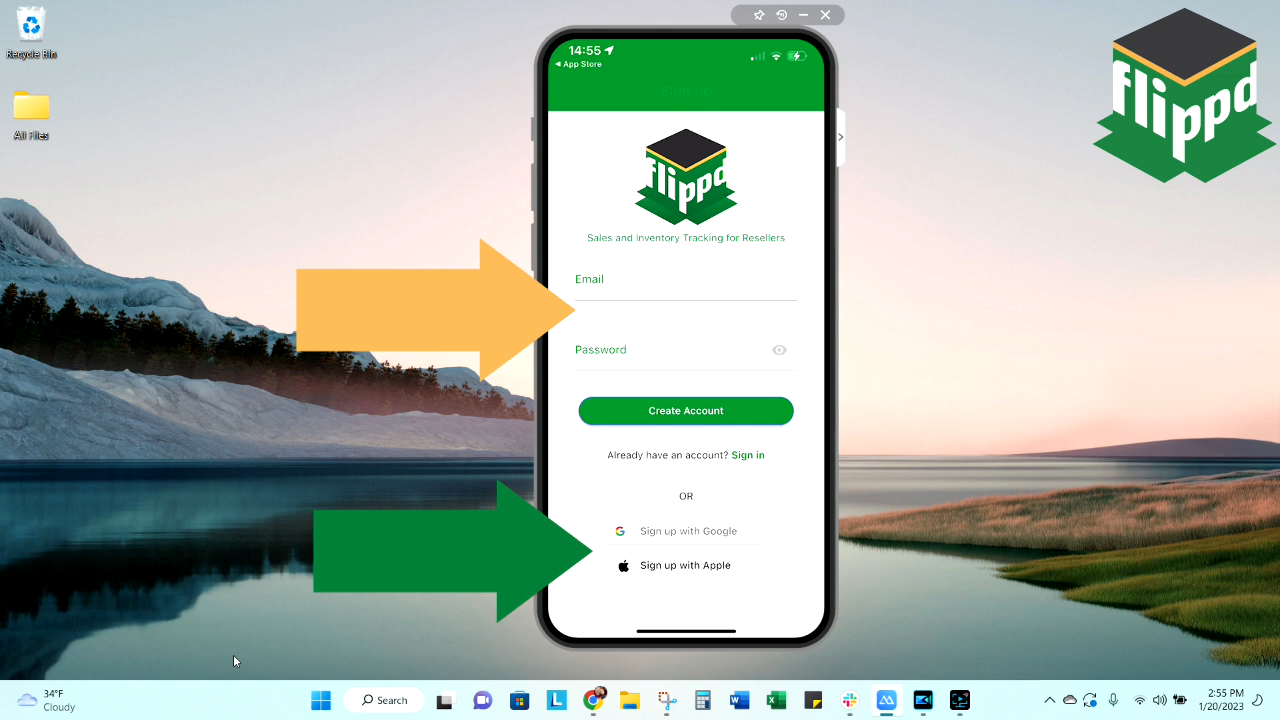 Recycle Bin
All Files
14:55
App Store
Sign up
flippd
Sales and Inventory Tracking for Resellers
Email
Password
Create Account
Already have an account? Sign in
OR
Sign up with Google
Sign up with Apple
flippd
34°F
Cloudy
Search
2:55 PM
1/20/2023